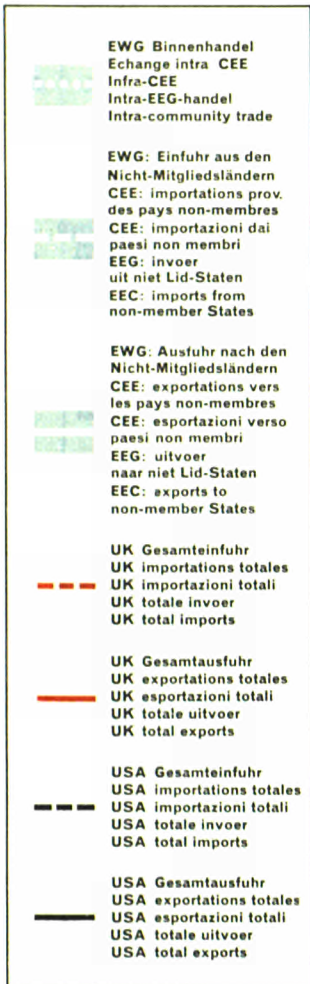 EWG Binnenhandel
Echange intra CEE
Infra-CEE
Intra-EEG-handel
Intra-community trade
EWG: Einfuhr aus den
Nicht-Mitgliedsländern
CEE: importations prov.
des pays non-membres
CEE: importazioni dai
paesi non membri
EEG: invoer
uit niet Lid-Staten
EEC: imports from
non-member States
EWG: Ausfuhr nach den
Nicht-Mitgliedsländern
CEE: exportations vers
les pays non-membres
CEE: esportazioni verso
paesi non membri
EEG: uitvoer
naar niet Lid-Staten
EEC: exports to
non-member States
UK Gesamteinfuhr
UK importations totales
UK importazioni totali
UK totale invoer
UK total imports
UK Gesamtausfuhr
UK exportations totales
UK esportazioni totali
UK totale uitvoer
UK total exports
USA Gesamteinfuhr
USA importations totales
USA importazioni totali
USA totale invoer
USA total imports
USA Gesamtausfuhr
USA exportations totales
USA esportazioni totali
USA totale uitvoer
USA total exports